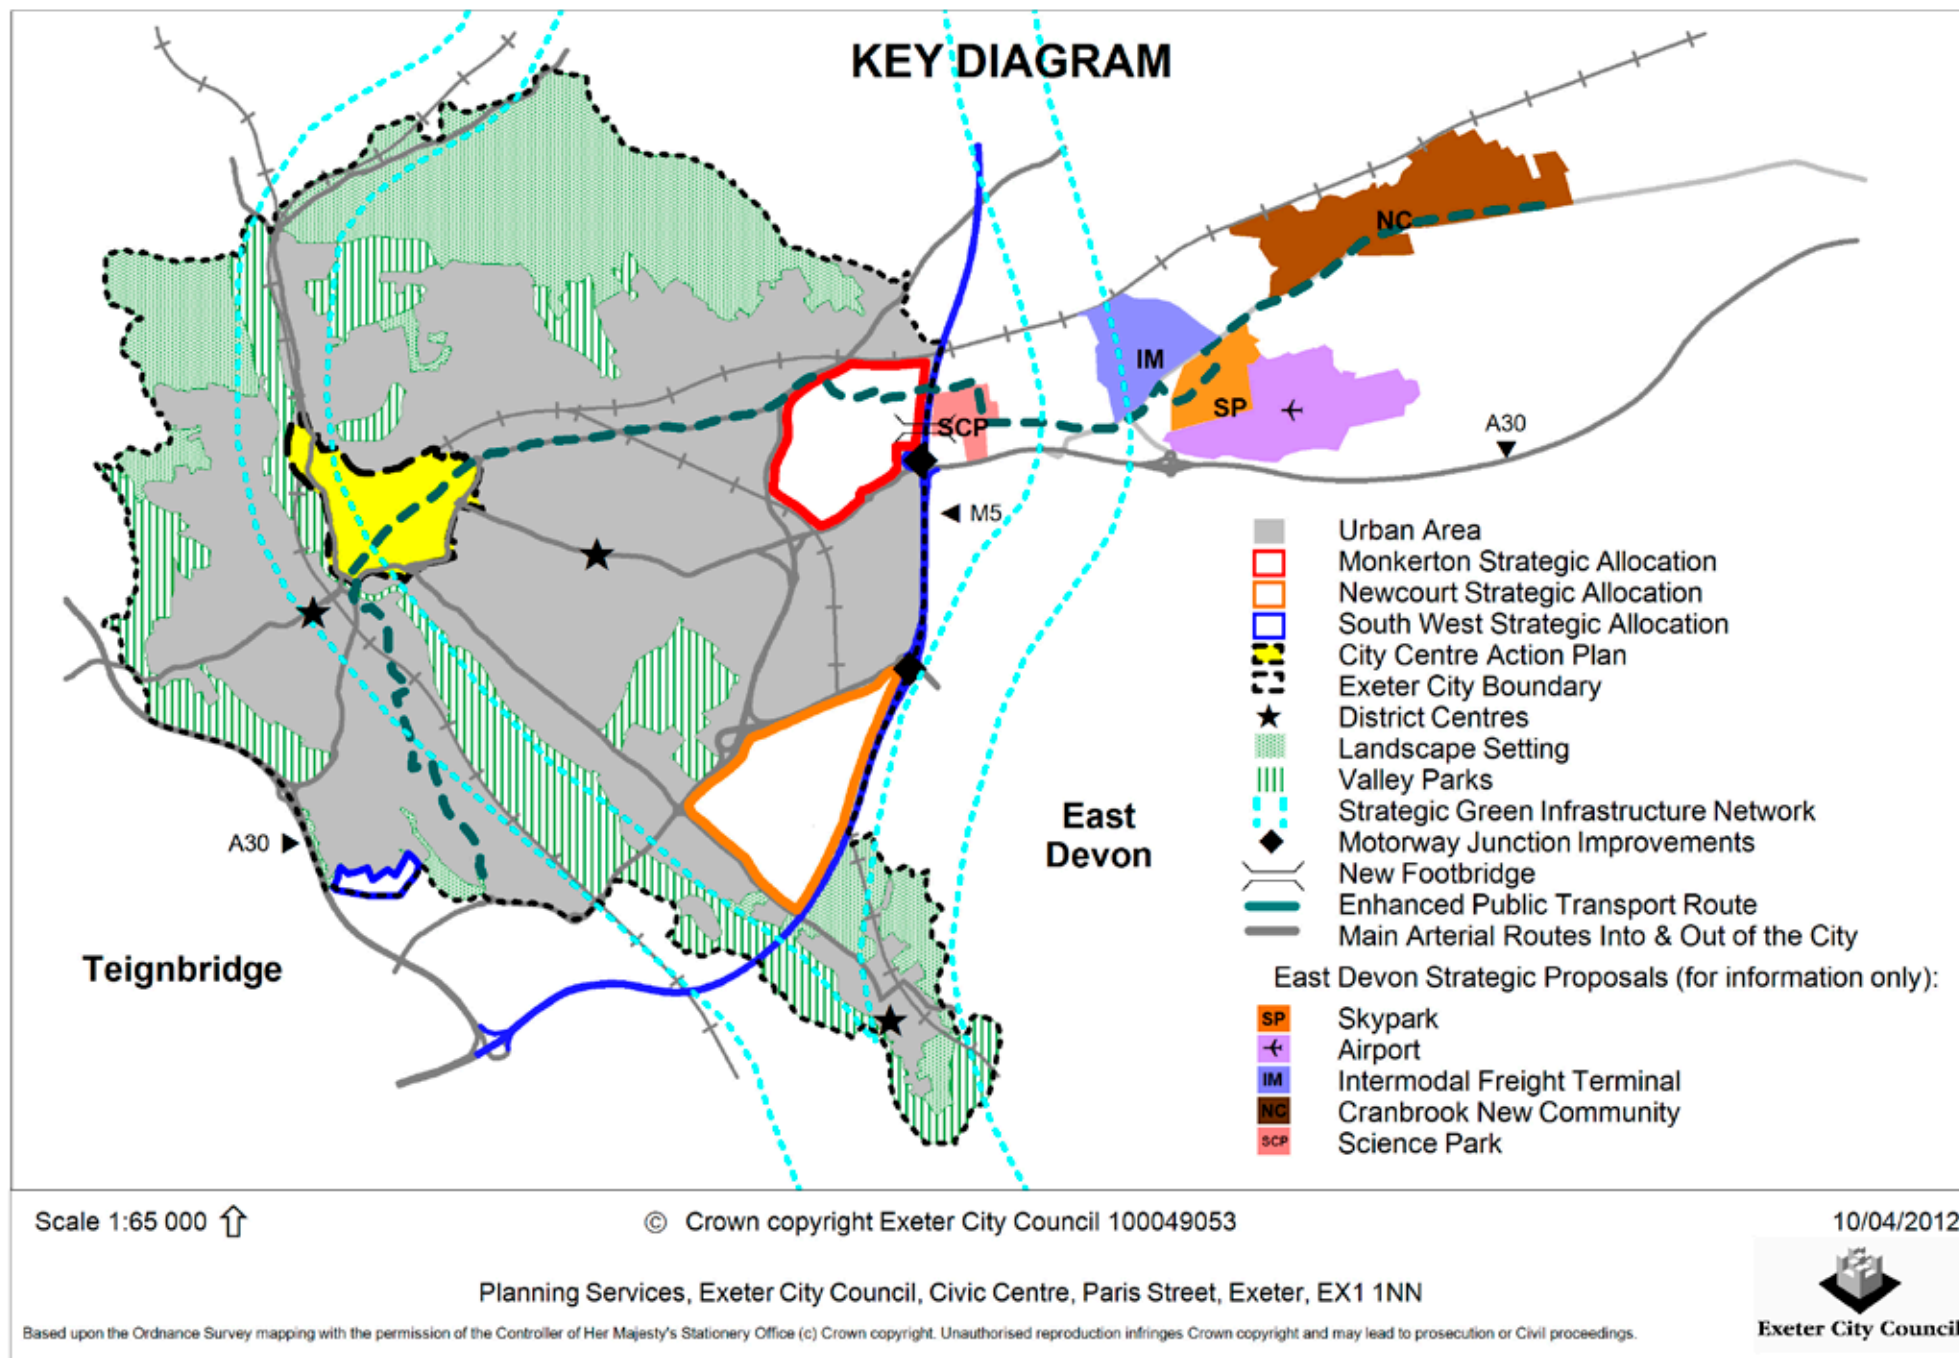 KEY DIAGRAM
NC
IM
SP
SCP
A30
M5
Urban Area
Monkerton Strategic Allocation
Newcourt Strategic Allocation
South West Strategic Allocation
City Centre Action Plan
Exeter City Boundary
District Centres
Landscape Setting
Valley Parks
Strategic Green Infrastructure Network
Motorway Junction Improvements
New Footbridge
Enhanced Public Transport Route
Main Arterial Routes Into & Out of the City
East
Devon
A30
Teignbridge
East Devon Strategic Proposals (for information only):
SP Skypark
Airport
IM Intermodal Freight Terminal
NC Cranbrook New Community
SCP Science Park
Scale 1:65 000
© Crown copyright Exeter City Council 100049053
10/04/2012
Planning Services, Exeter City Council, Civic Centre, Paris Street, Exeter, EX1 1NN
Based upon the Ordnance Survey mapping with the permission of the Controller of Her Majesty's Stationery Office (c) Crown copyright. Unauthorised reproduction infringes Crown copyright and may lead to prosecution or Civil proceedings.
Exeter City Council